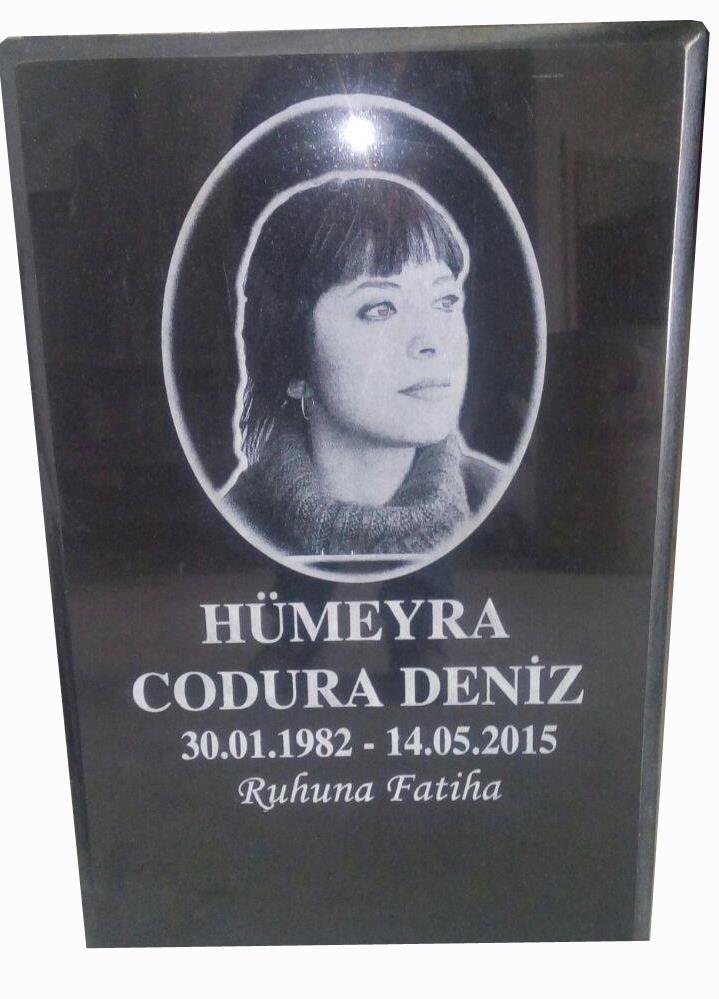 HÜMEYRA
CODURA DENİZ
30.01.1982 - 14.05.2015
Ruhuna Fatiha